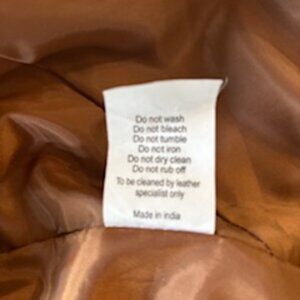 Do not wash
Do not bleach
Do not tumble
Do not iron
Do not dry clean
Do not rub off
To be cleaned by leather
specialist only
Made in india